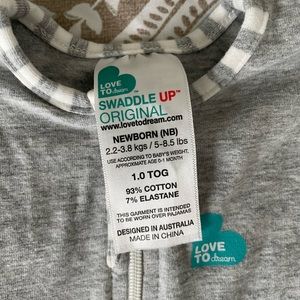 LOVE
TO dream
SWADDLE UP™
ORIGINAL
www.lovetodream.com
NEWBORN (NB)
2.2-3.8 kgs / 5-8.5 lbs
USE ACCORDING TO BABY'S WEIGHT.
APPROXIMATE AGE 0-1 MONTH
1.0 TOG
93% COTTON
7% ELASTANE
THIS GARMENT IS INTENDED
TO BE WORN OVER PAJAMAS
DESIGNED IN AUSTRALIA
MADE IN CHINA
LOVE
TO dream